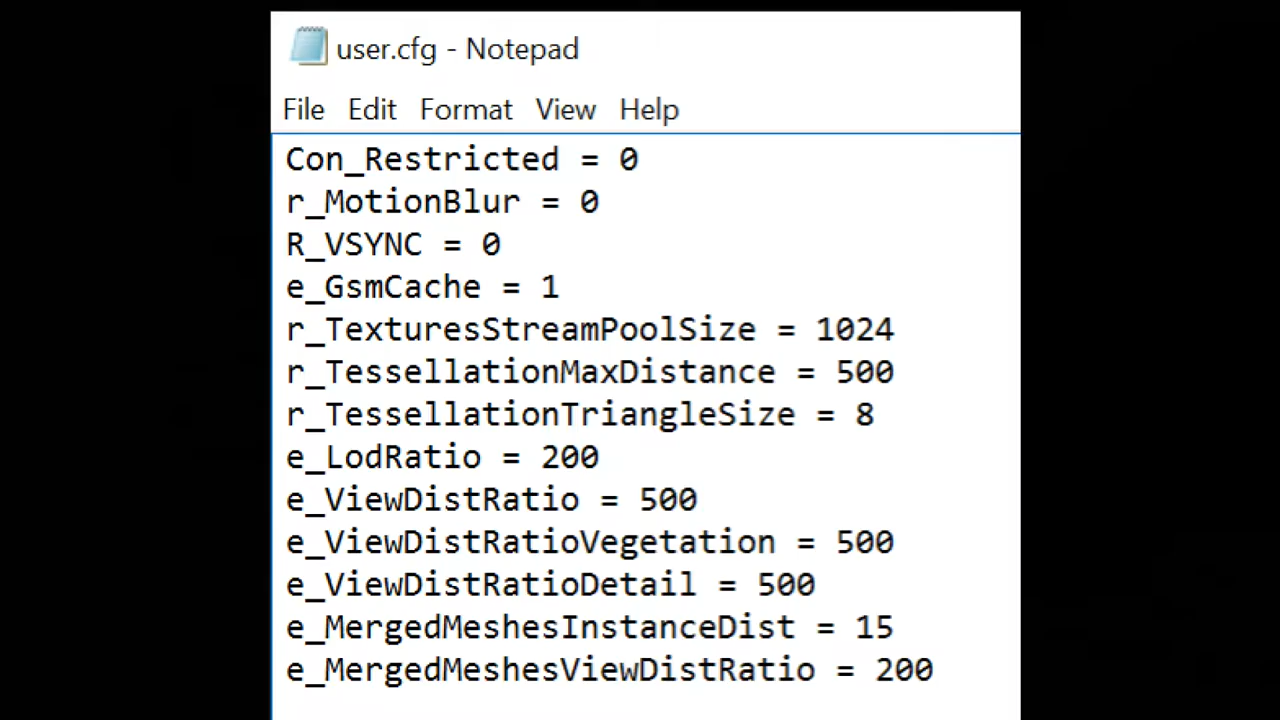 user.cfg - Notepad
File Edit Format View Help
Con_Restricted = 0
r_MotionBlur = 0
R_VSYNC = 0
e_GsmCache = 1
r_TexturesStreamPoolSize = 1024
r_TessellationMaxDistance = 500
r_TessellationTriangleSize = 8
e_LodRatio = 200
e_ViewDistRatio = 500
e_ViewDistRatioVegetation = 500
e_ViewDistRatioDetail = 500
e_MergedMeshesInstanceDist = 15
e_MergedMeshesViewDistRatio = 200